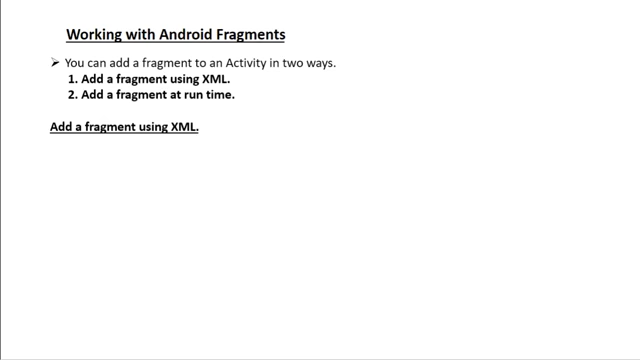 Working with Android Fragments
➢ You can add a fragment to an Activity in two ways.
1. Add a fragment using XML.
2. Add a fragment at run time.
Add a fragment using XML.